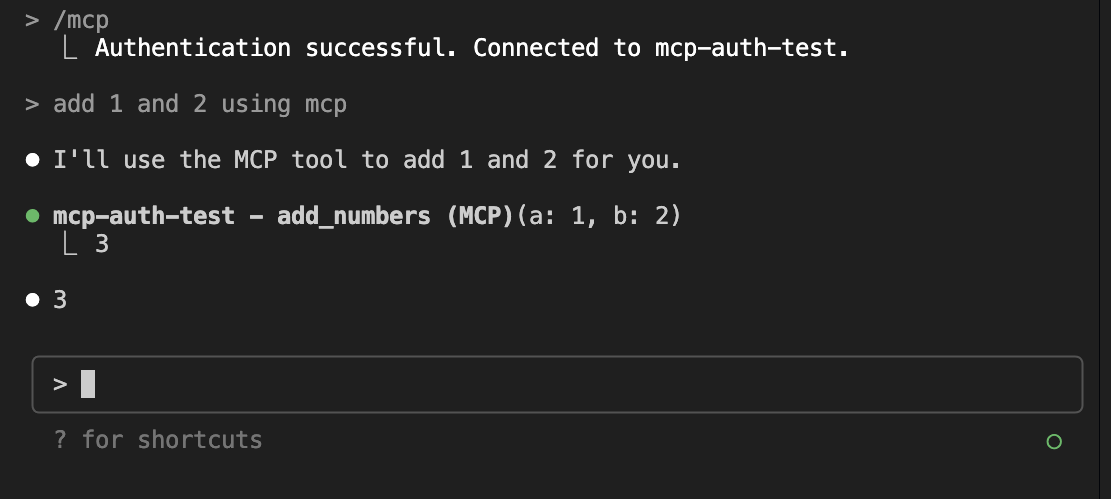 > /mcp
⎿ Authentication successful. Connected to mcp-auth-test.
> add 1 and 2 using mcp
● I'll use the MCP tool to add 1 and 2 for you.
● mcp-auth-test - add_numbers (MCP)(a: 1, b: 2)
⎿ 3
● 3
>
? for shortcuts